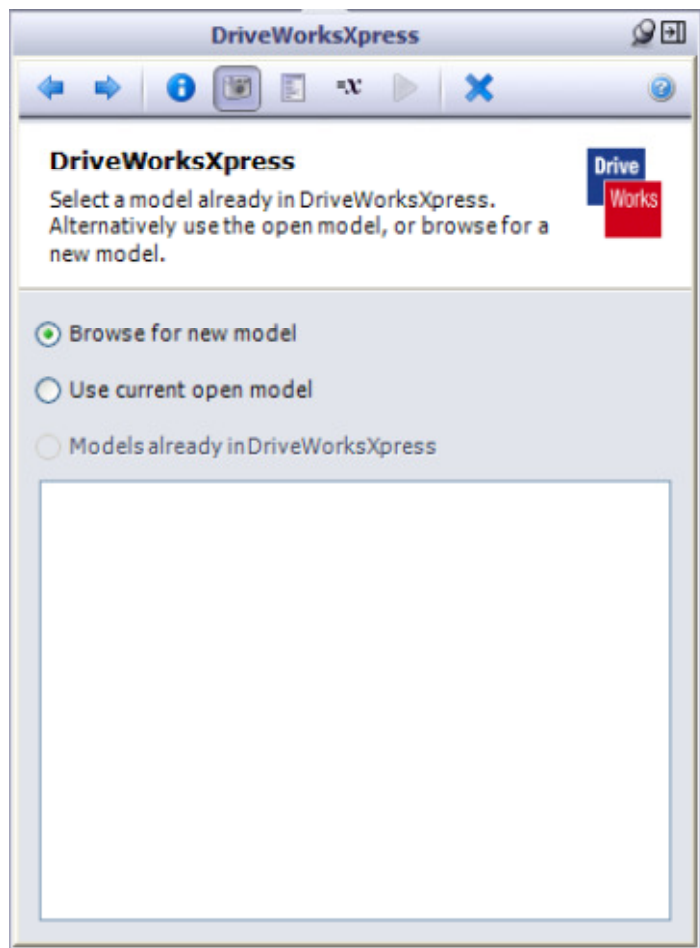 DriveWorksXpress
=x
DriveWorksXpress
Select a model already in DriveWorksXpress.
Alternatively use the open model, or browse for a
new model.
Drive
Works
Browse for new model
Use current open model
Models already in DriveWorksXpress